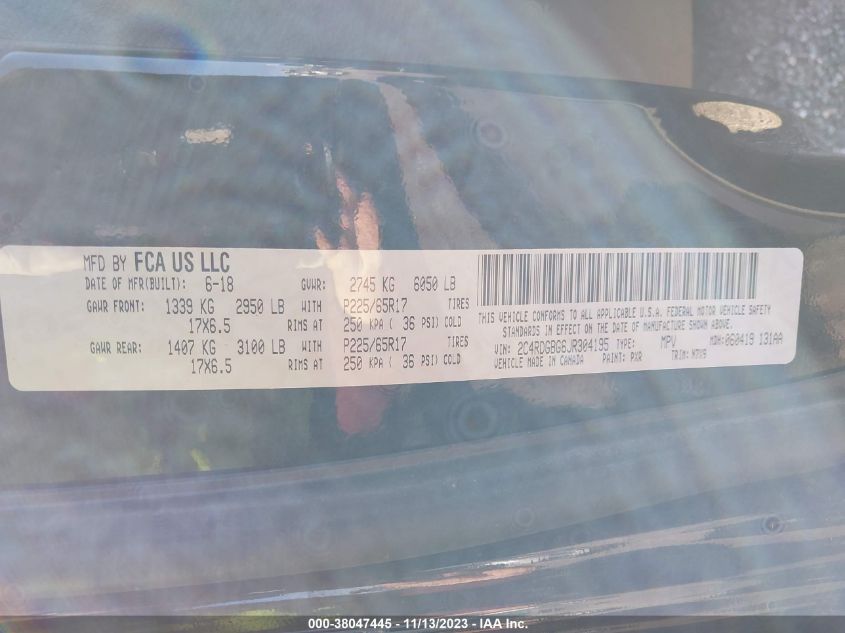 MFD BY FCA US LLC
DATE OF MFR(BUILT): 6-18 GVWR: 2745 KG 6050 LB
GAWR FRONT: 1339 KG 2950 LB WITH P225/65R17 TIRES
17X6.5 RIMS AT 250 KPA ( 36 PSI) COLD
GAWR REAR: 1407 KG 3100 LB WITH P225/65R17 TIRES
17X6.5 RIMS AT 250 KPA ( 36 PSI) COLD
THIS VEHICLE CONFORMS TO ALL APPLICABLE U.S.A. FEDERAL MOTOR VEHICLE SAFETY
STANDARDS IN EFFECT ON THE DATE OF MANUFACTURE SHOWN ABOVE.
VIN: 2C4RDGBG6JR304195 TYPE: MPV MDH: 060419 131AA
VEHICLE MADE IN CANADA PAINT: PXR TRIM:
000-38047445 - 11/13/2023 - IAA Inc.